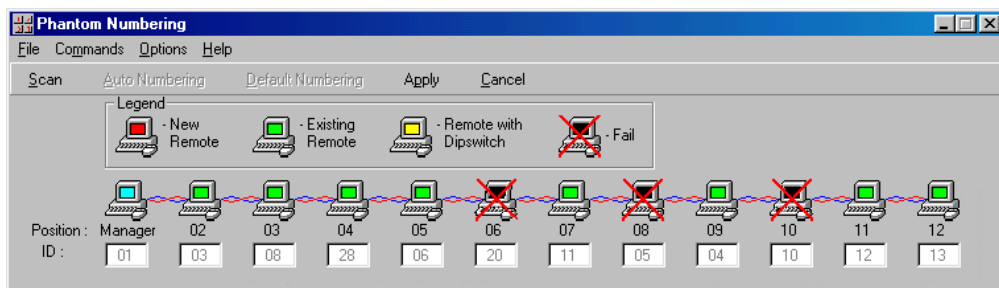 Phantom Numbering
File Commands Options Help
Scan Auto Numbering Default Numbering Apply Cancel
Legend
- New Remote
- Existing Remote
- Remote with Dipswitch
- Fail
Position : Manager 02 03 04 05 06 07 08 09 10 11 12
ID : 01 03 08 28 06 20 11 05 04 10 12 13